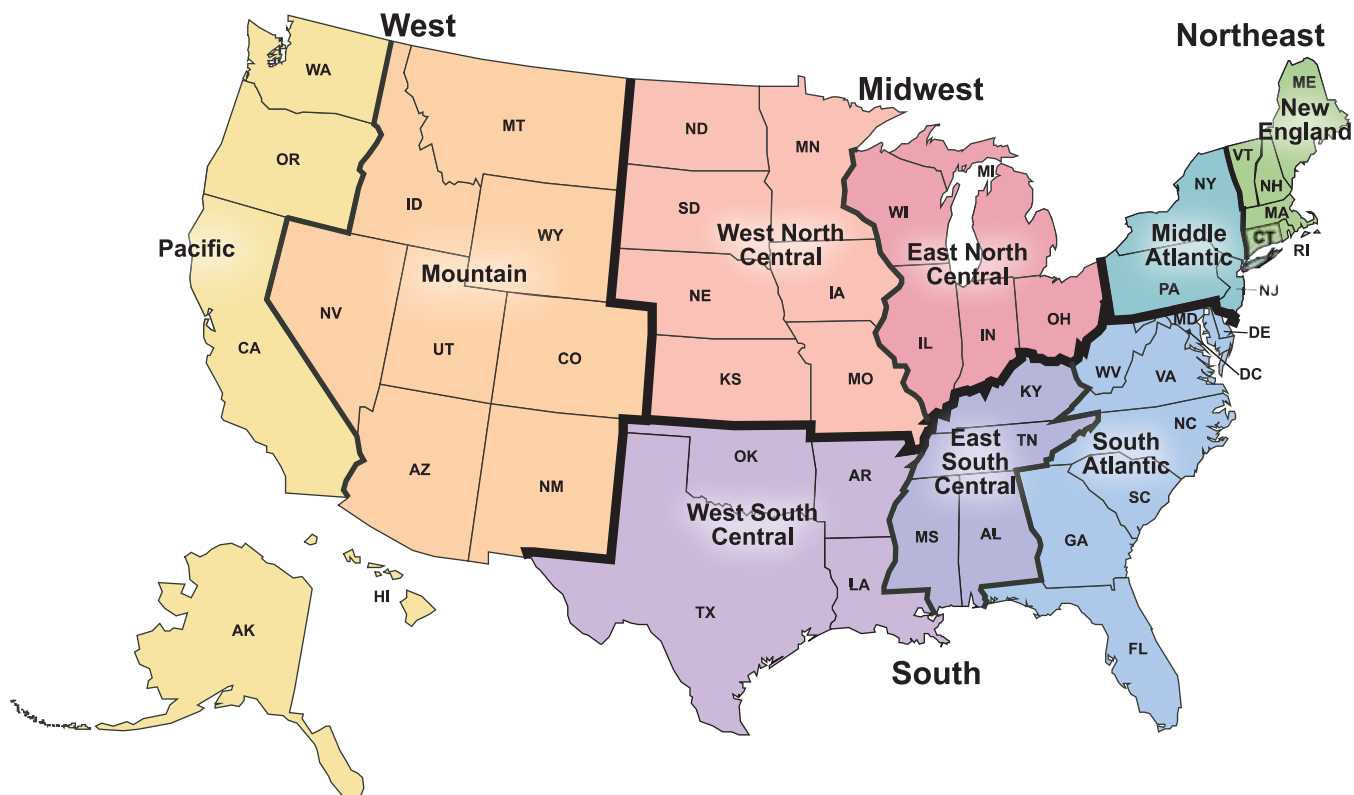 West
Northeast
Midwest
South
Pacific
Mountain
West North
Central
East North
Central
Middle
Atlantic
New
England
West South
Central
East
South
Central
South
Atlantic
WA
OR
CA
AK
HI
MT
ID
WY
NV
UT
CO
AZ
NM
ND
SD
NE
KS
MN
IA
MO
WI
MI
IL
IN
OH
NY
PA
NJ
ME
VT
NH
MA
CT
RI
OK
TX
AR
LA
KY
TN
MS
AL
MD
DE
DC
WV
VA
NC
SC
GA
FL